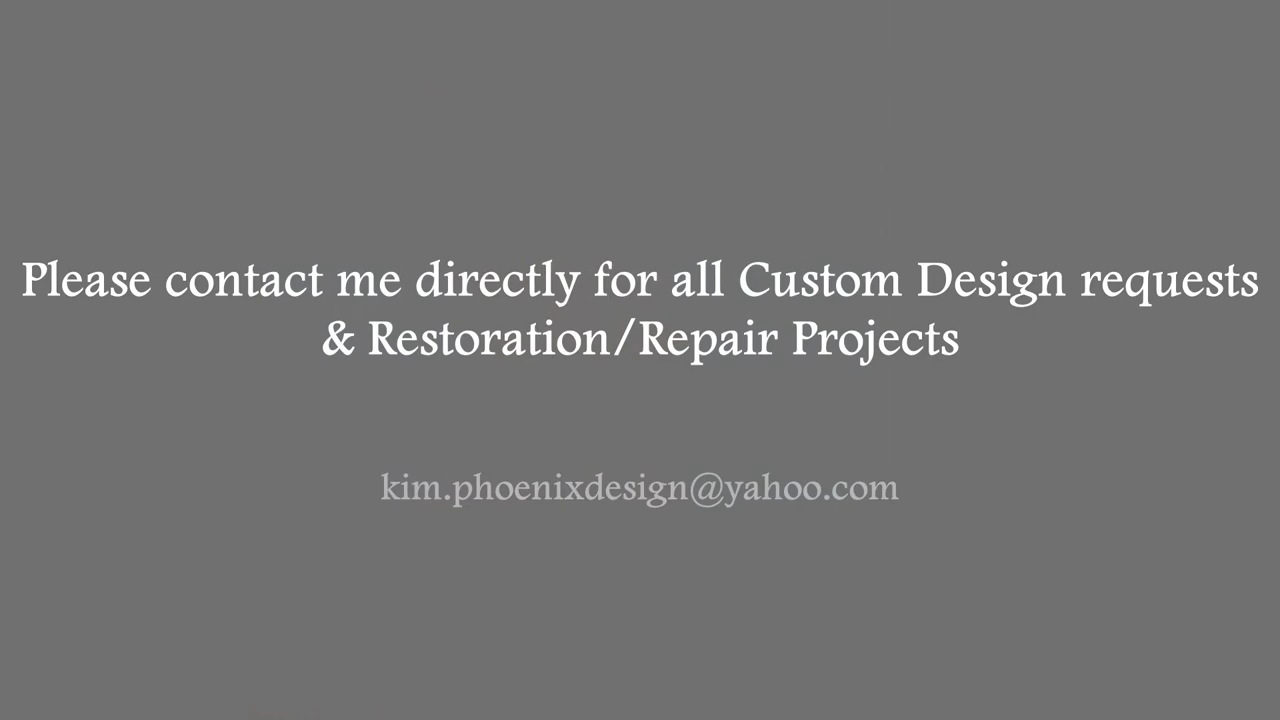 Please contact me directly for all Custom Design requests
& Restoration/Repair Projects
kim.phoenixdesign@yahoo.com